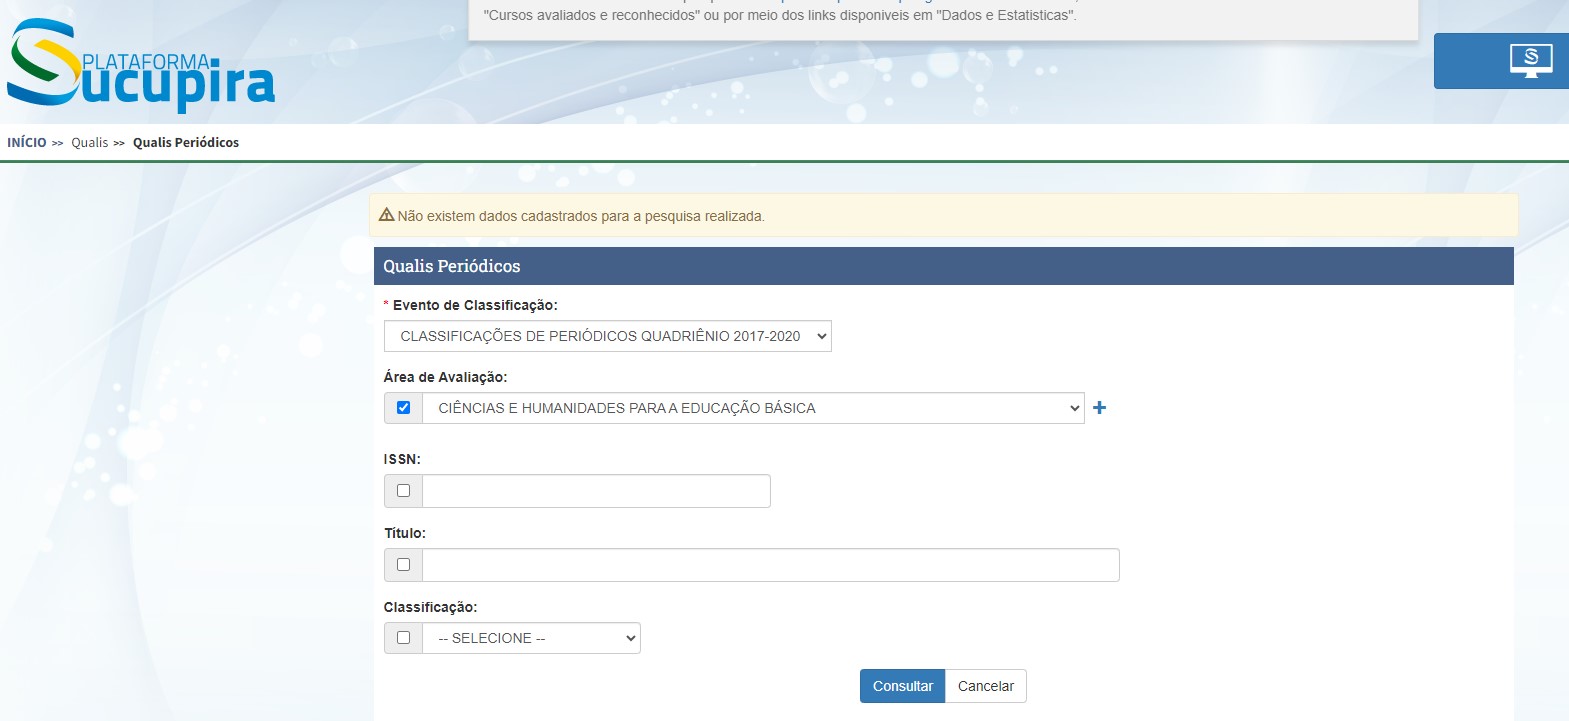 "Cursos avaliados e reconhecidos" ou por meio dos links disponiveis em "Dados e Estatisticas".
PLATAFORMA
Sucupira
INÍCIO >> Qualis >> Qualis Periódicos
Não existem dados cadastrados para a pesquisa realizada.
Qualis Periódicos
* Evento de Classificação:
CLASSIFICAÇÕES DE PERIÓDICOS QUADRIÊNIO 2017-2020
Área de Avaliação:
CIÊNCIAS E HUMANIDADES PARA A EDUCAÇÃO BÁSICA
ISSN:
Título:
Classificação:
-- SELECIONE --
Consultar Cancelar